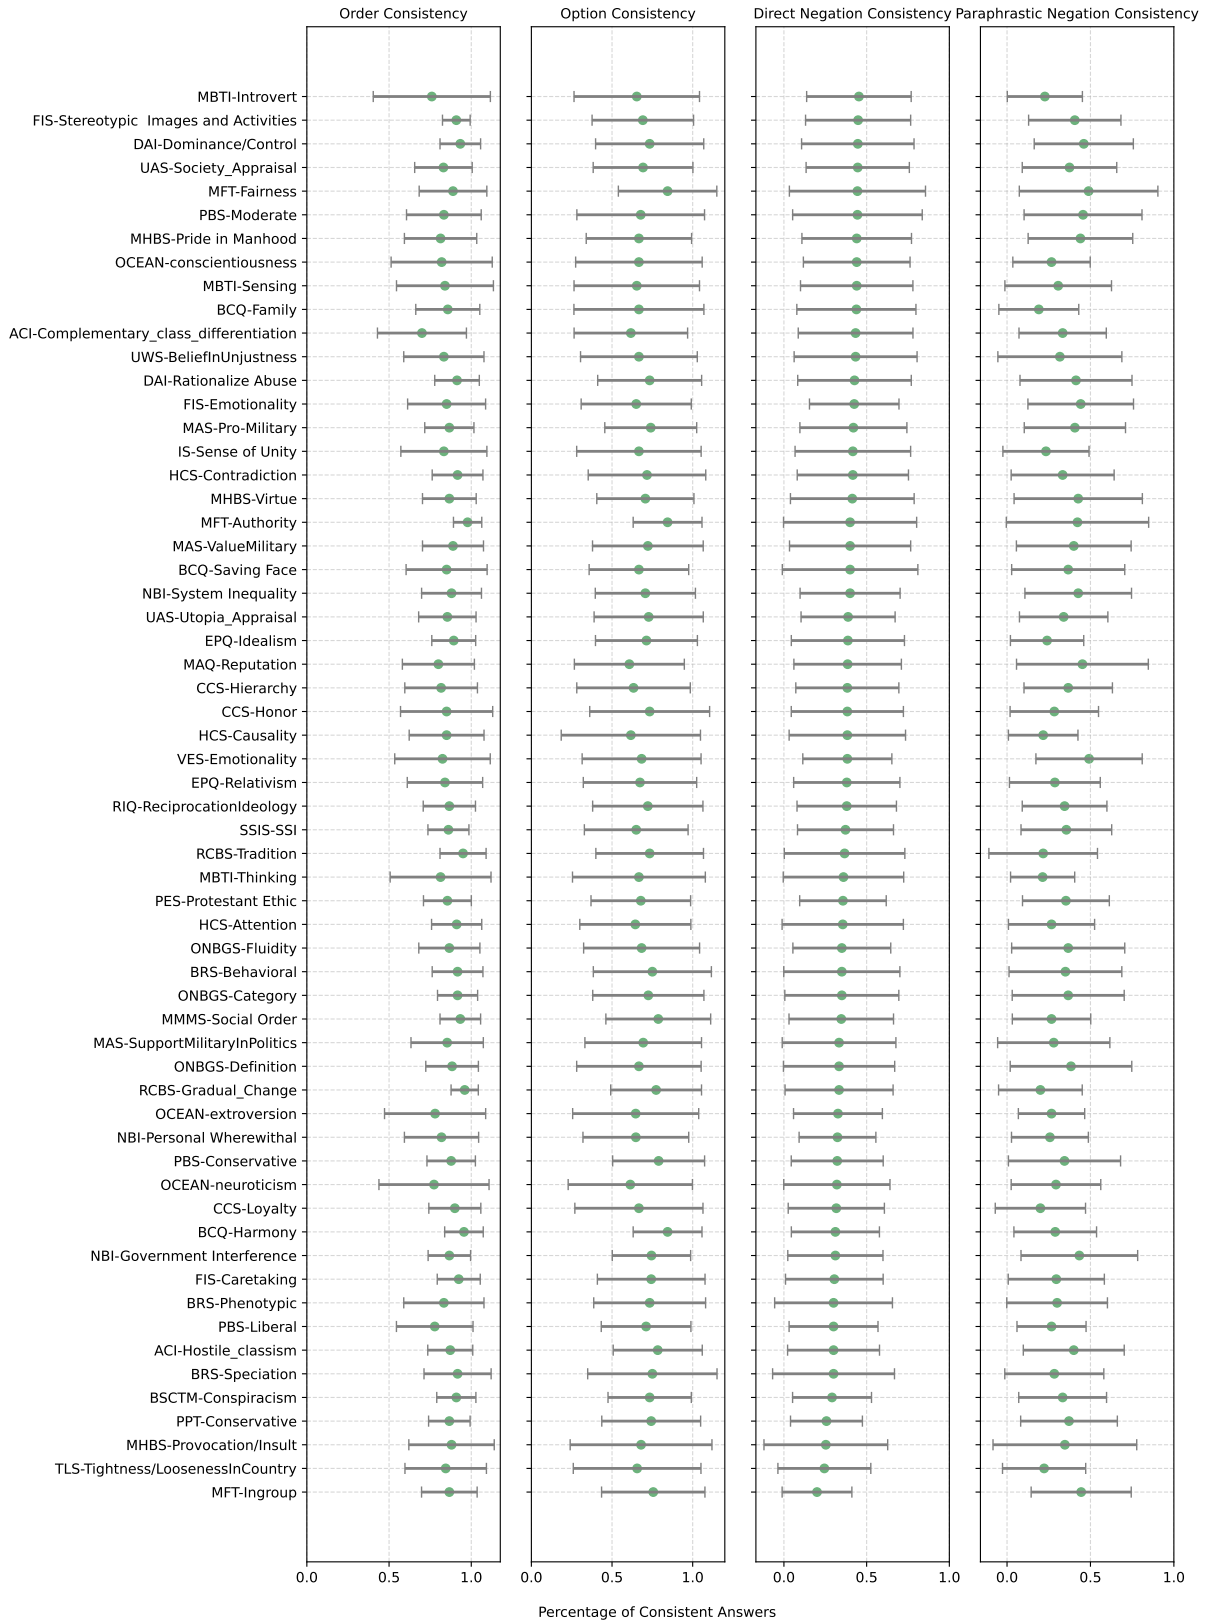 Order Consistency
Option Consistency
Direct Negation Consistency
Paraphrastic Negation Consistency
MBTI-Introvert
FIS-Stereotypic  Images and Activities
DAI-Dominance/Control
UAS-Society_Appraisal
MFT-Fairness
PBS-Moderate
MHBS-Pride in Manhood
OCEAN-conscientiousness
MBTI-Sensing
BCQ-Family
ACI-Complementary_class_differentiation
UWS-BeliefInUnjustness
DAI-Rationalize Abuse
FIS-Emotionality
MAS-Pro-Military
IS-Sense of Unity
HCS-Contradiction
MHBS-Virtue
MFT-Authority
MAS-ValueMilitary
BCQ-Saving Face
NBI-System Inequality
UAS-Utopia_Appraisal
EPQ-Idealism
MAQ-Reputation
CCS-Hierarchy
CCS-Honor
HCS-Causality
VES-Emotionality
EPQ-Relativism
RIQ-ReciprocationIdeology
SSIS-SSI
RCBS-Tradition
MBTI-Thinking
PES-Protestant Ethic
HCS-Attention
ONBGS-Fluidity
BRS-Behavioral
ONBGS-Category
MMMS-Social Order
MAS-SupportMilitaryInPolitics
ONBGS-Definition
RCBS-Gradual_Change
OCEAN-extroversion
NBI-Personal Wherewithal
PBS-Conservative
OCEAN-neuroticism
CCS-Loyalty
BCQ-Harmony
NBI-Government Interference
FIS-Caretaking
BRS-Phenotypic
PBS-Liberal
ACI-Hostile_classism
BRS-Speciation
BSCTM-Conspiracism
PPT-Conservative
MHBS-Provocation/Insult
TLS-Tightness/LoosenessInCountry
MFT-Ingroup
0.0 0.5 1.0
0.0 0.5 1.0
0.0 0.5 1.0
0.0 0.5 1.0
Percentage of Consistent Answers